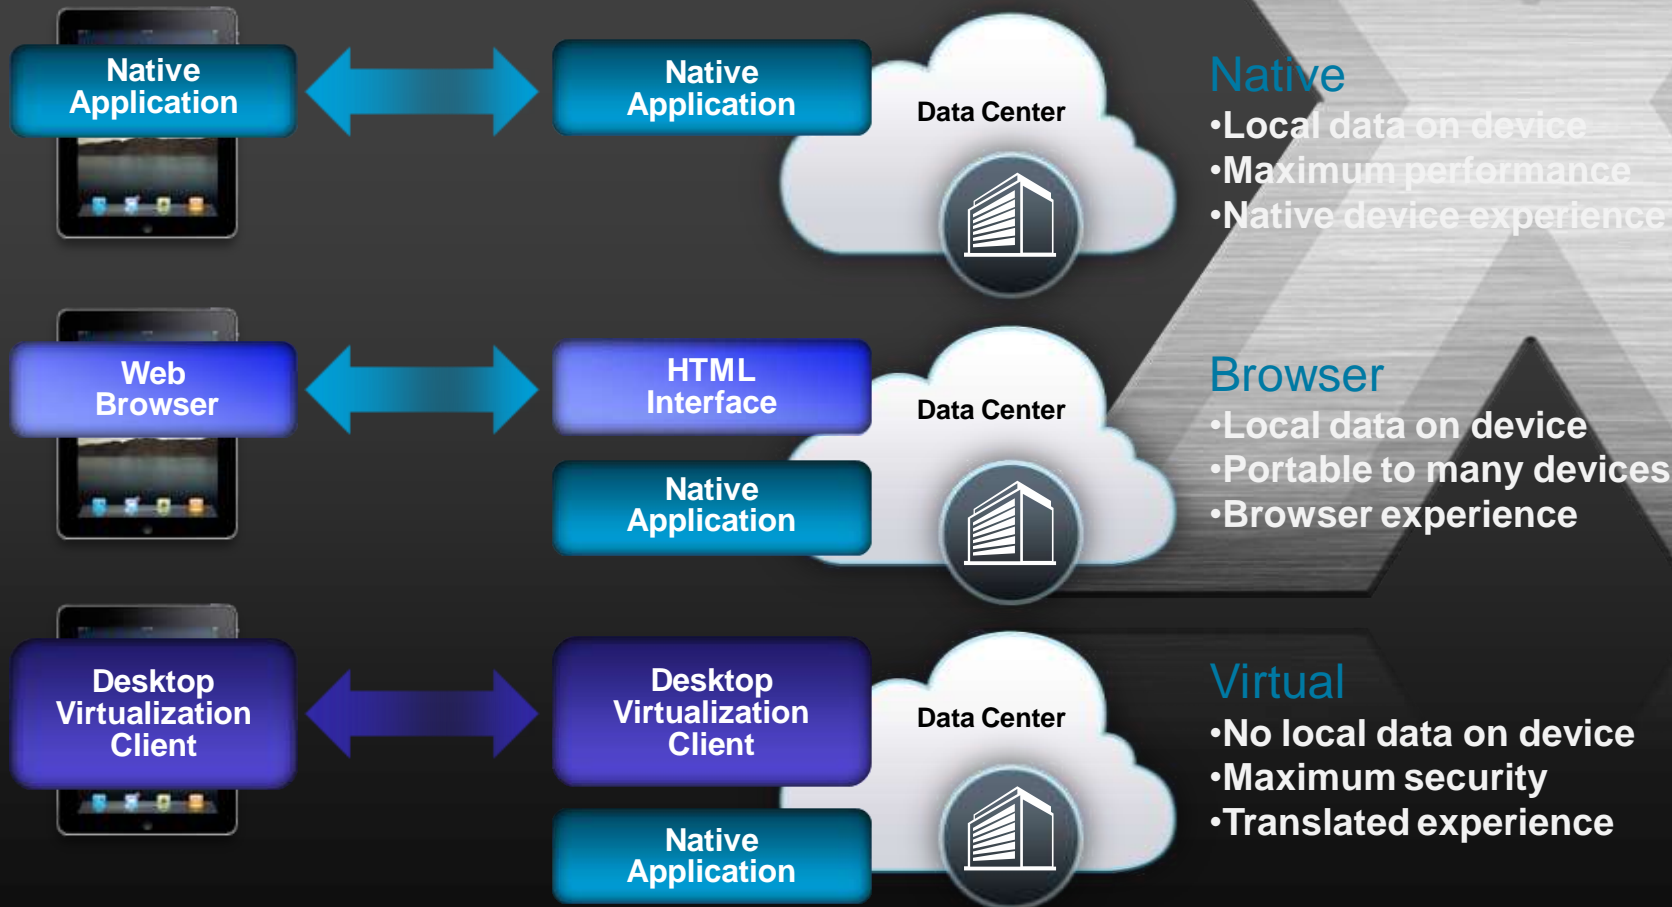 Native
Application
Native
Application
Data Center
Native
•Local data on device
•Maximum performance
•Native device experience
Web
Browser
HTML
Interface
Native
Application
Data Center
Browser
•Local data on device
•Portable to many devices
•Browser experience
Desktop
Virtualization
Client
Desktop
Virtualization
Client
Native
Application
Data Center
Virtual
•No local data on device
•Maximum security
•Translated experience